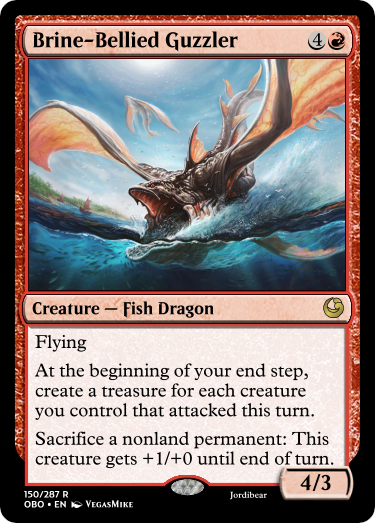 Brine-Bellied Guzzler 4
Creature — Fish Dragon
Flying
At the beginning of your end step,
create a treasure for each creature
you control that attacked this turn.
Sacrifice a nonland permanent: This
creature gets +1/+0 until end of turn.
4/3
150/287 R
OBO • EN VegasMike
Jordibear